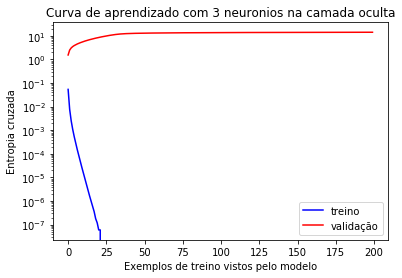 Curva de aprendizado com 3 neuronios na camada oculta
Entropia cruzada
10¹
10⁰
10⁻¹
10⁻²
10⁻³
10⁻⁴
10⁻⁵
10⁻⁶
10⁻⁷
treino
validação
0 25 50 75 100 125 150 175 200
Exemplos de treino vistos pelo modelo